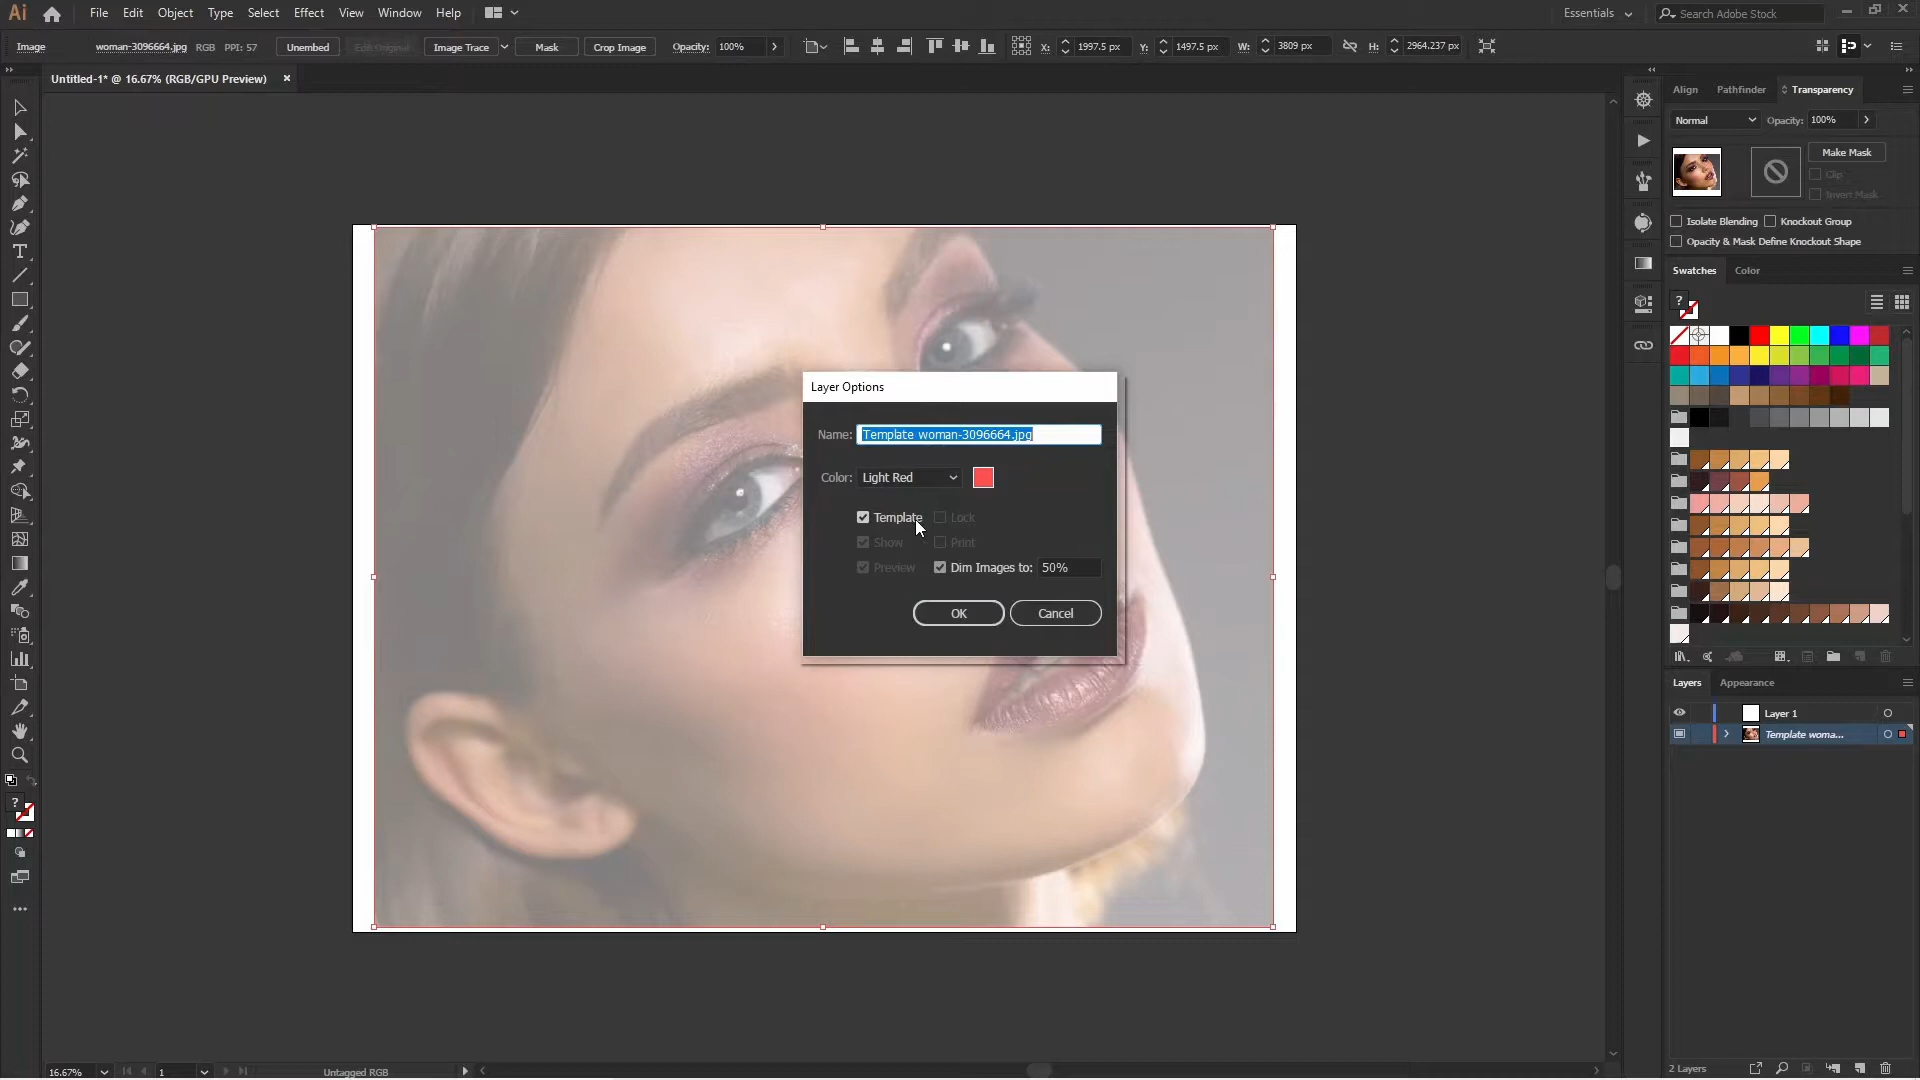 Ai File Edit Object Type Select Effect View Window Help Essentials Search Adobe Stock
Image woman-3096664.jpg RGB PPI: 57 Unembed Edit Original Image Trace Mask Crop Image Opacity: 100% X: 1997.5 px Y: 1497.5 px W: 3809 px H: 2964.237 px
Untitled-1* @ 16.67% (RGB/GPU Preview) ×
Align Pathfinder Transparency
Normal Opacity: 100%
Make Mask
Clip
Invert Mask
Isolate Blending Knockout Group
Opacity & Mask Define Knockout Shape
Swatches Color
Layer Options
Name: Template woman-3096664.jpg
Color: Light Red
Template Lock
Show Print
Preview Dim Images to: 50%
OK Cancel
Layers Appearance
Layer 1
Template woma...
2 Layers
16.67% 1 Untagged RGB